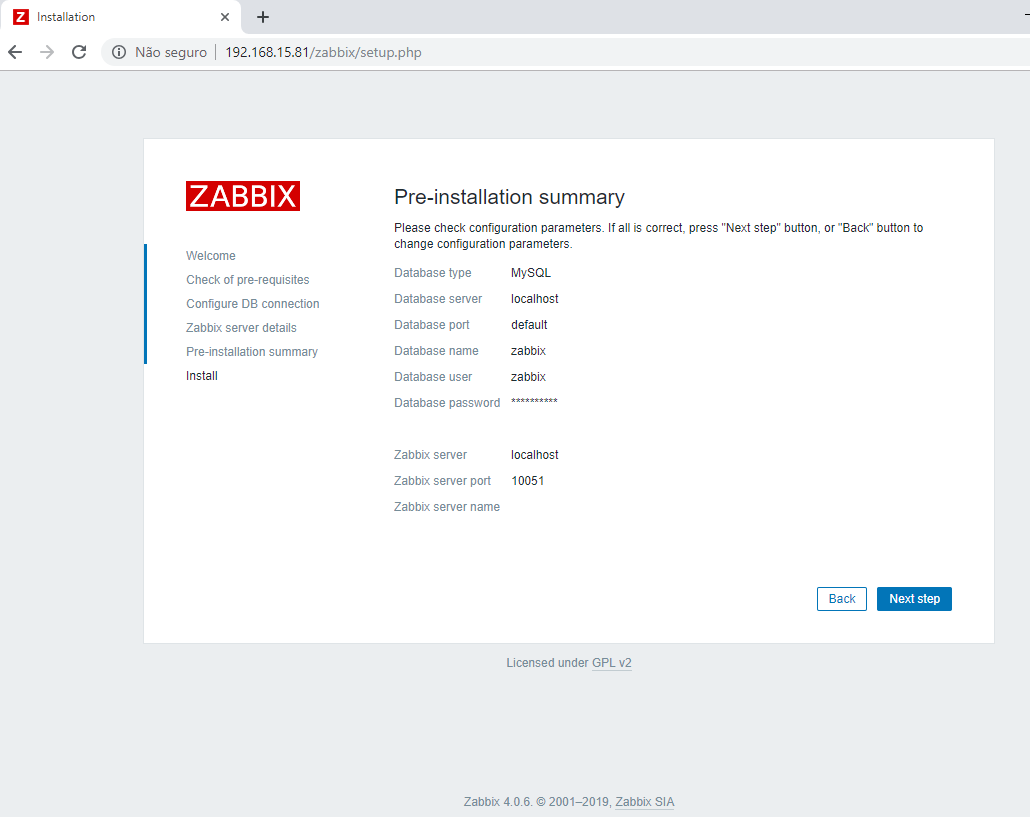 Z Installation
Não seguro 192.168.15.81/zabbix/setup.php
ZABBIX
Welcome
Check of pre-requisites
Configure DB connection
Zabbix server details
Pre-installation summary
Install
Pre-installation summary
Please check configuration parameters. If all is correct, press "Next step" button, or "Back" button to
change configuration parameters.
Database type MySQL
Database server localhost
Database port default
Database name zabbix
Database user zabbix
Database password **********
Zabbix server localhost
Zabbix server port 10051
Zabbix server name
Back Next step
Licensed under GPL v2
Zabbix 4.0.6. © 2001–2019, Zabbix SIA